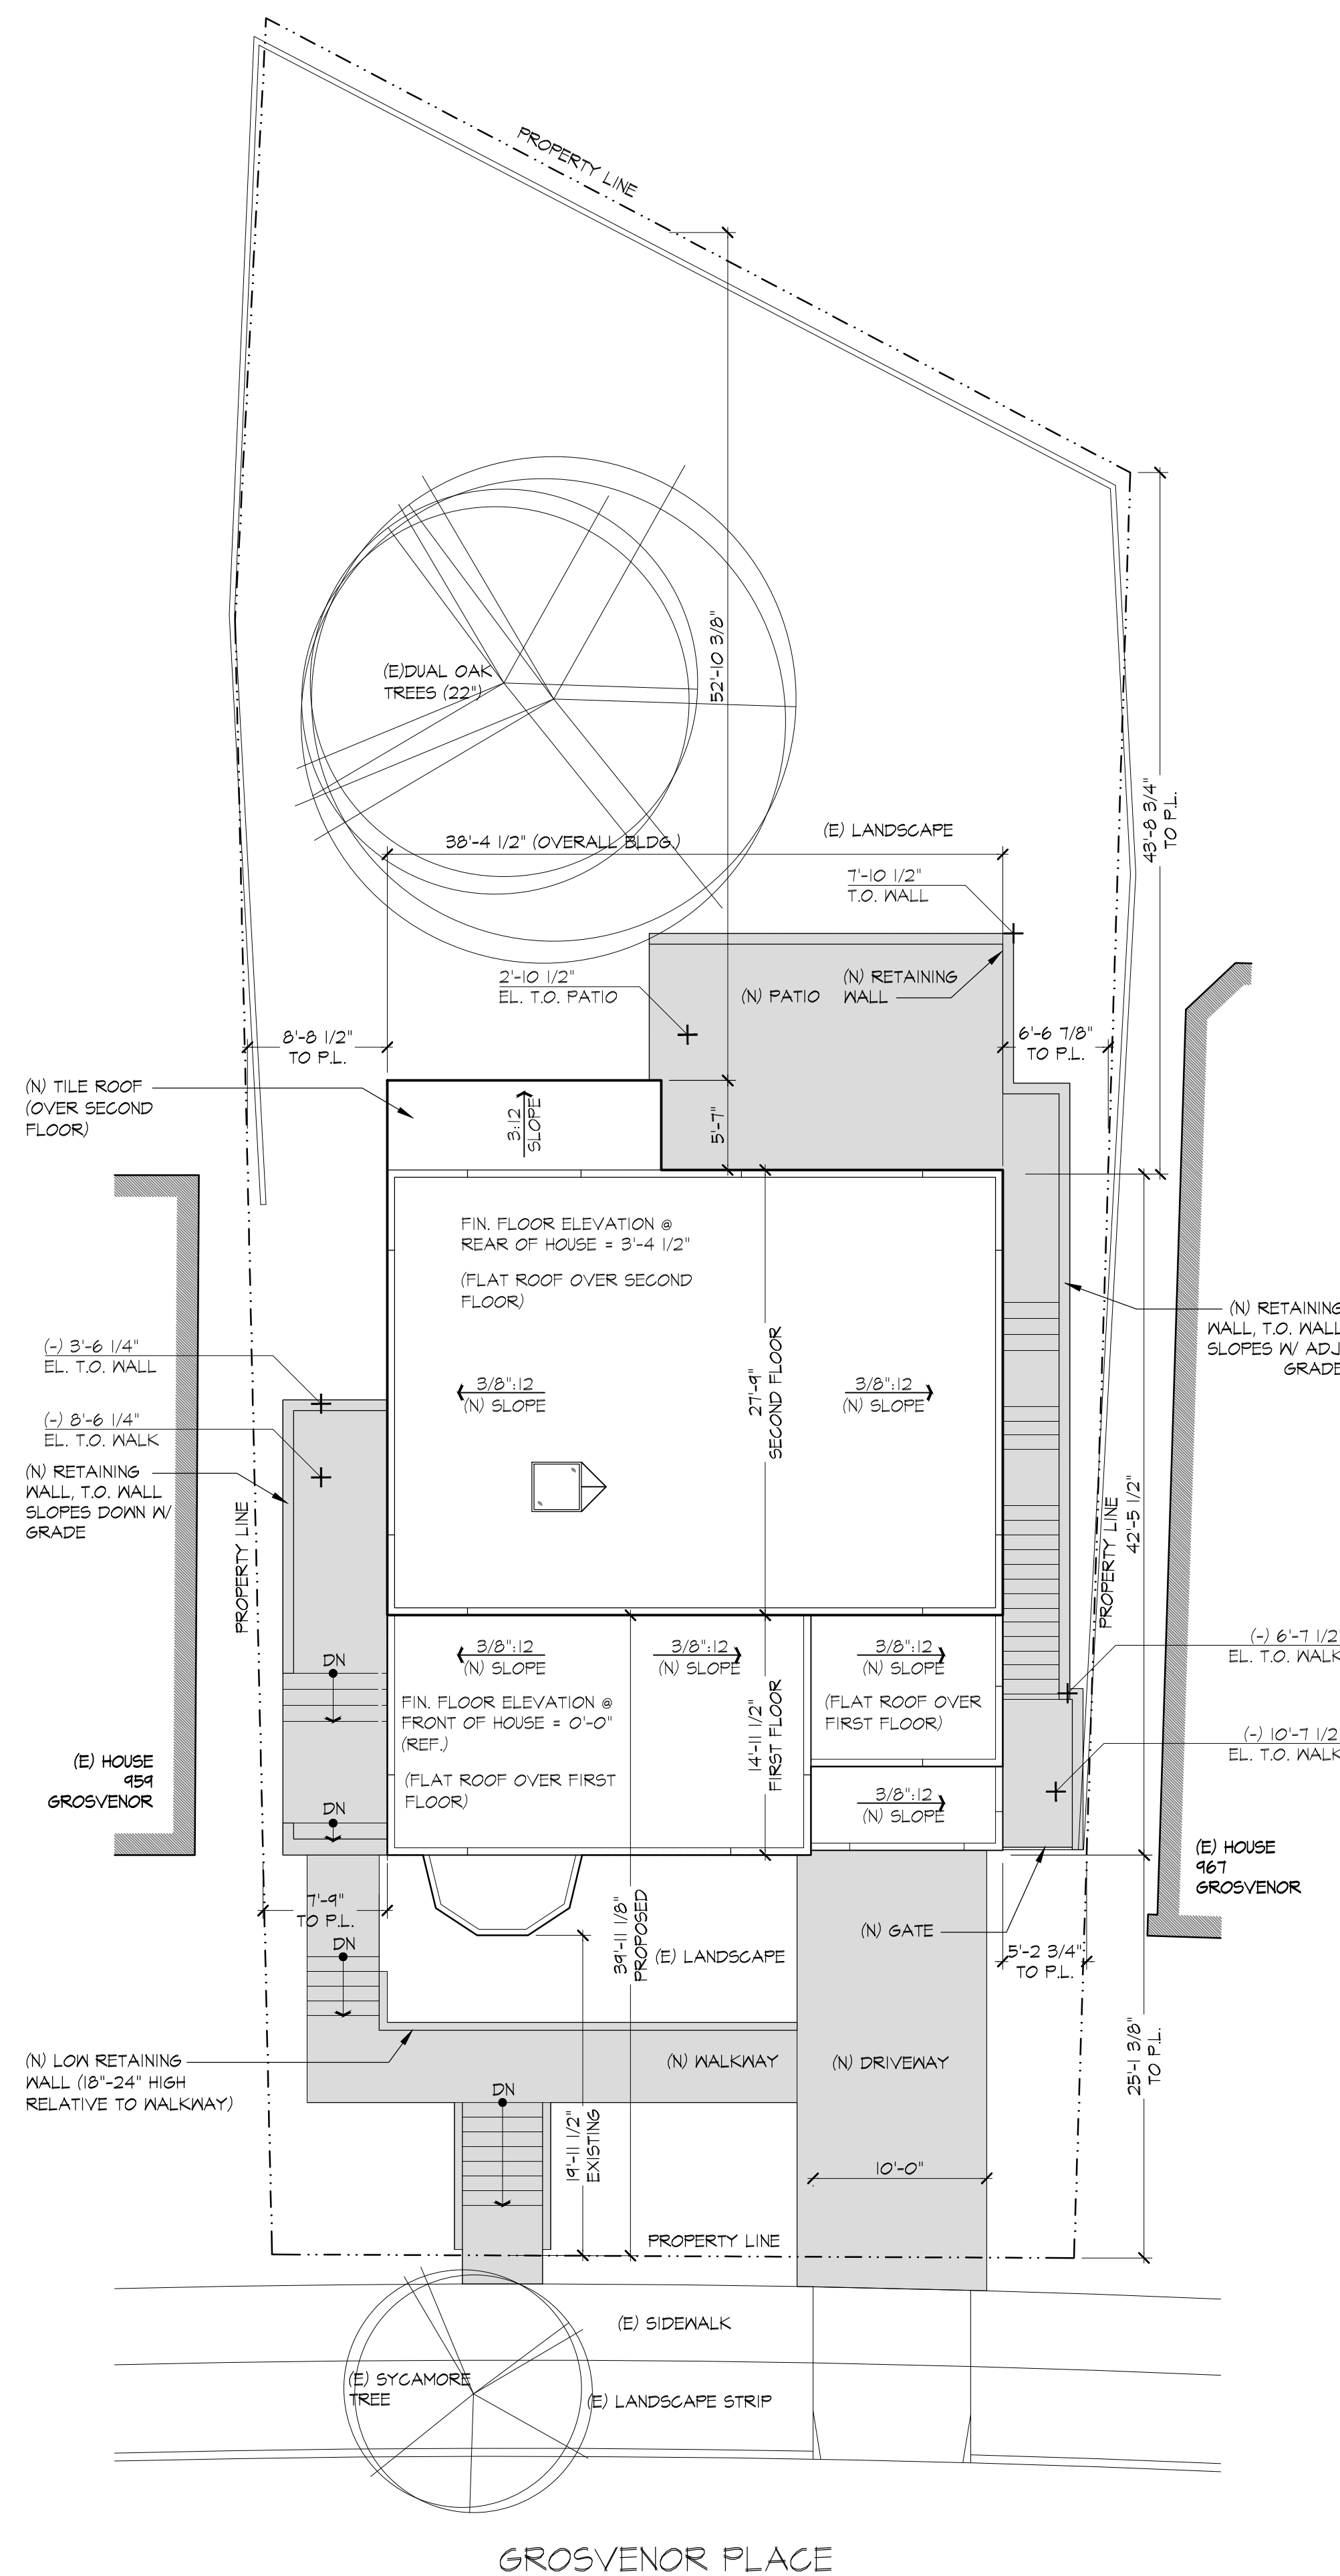 PROPERTY LINE
52'-10 3/8"
(E)DUAL OAK
TREES (22")
43'-8 3/4"
TO P.L.
38'-4 1/2" (OVERALL BLDG.)
(E) LANDSCAPE
7'-10 1/2"
T.O. WALL
2'-10 1/2"
EL. T.O. PATIO
(N) PATIO
(N) RETAINING
WALL
8'-8 1/2"
TO P.L.
6'-6 7/8"
TO P.L.
(N) TILE ROOF
(OVER SECOND
FLOOR)
3:12
SLOPE
5'-7"
FIN. FLOOR ELEVATION @
REAR OF HOUSE = 3'-4 1/2"
(FLAT ROOF OVER SECOND
FLOOR)
(N) RETAINING
WALL, T.O. WALL
SLOPES W/ ADJ
GRADE
(-) 3'-6 1/4"
EL. T.O. WALL
(-) 8'-6 1/4"
EL. T.O. WALK
(N) RETAINING
WALL, T.O. WALL
SLOPES DOWN W/
GRADE
3/8":12
(N) SLOPE
27'-9"
SECOND FLOOR
3/8":12
(N) SLOPE
PROPERTY LINE
PROPERTY LINE
42'-5 1/2"
DN
3/8":12
(N) SLOPE
3/8":12
(N) SLOPE
3/8":12
(N) SLOPE
(-) 6'-7 1/2
EL. T.O. WALK
FIN. FLOOR ELEVATION @
FRONT OF HOUSE = 0'-0"
(REF.)
(FLAT ROOF OVER FIRST
FLOOR)
14'-11 1/2"
FIRST FLOOR
(FLAT ROOF OVER
FIRST FLOOR)
(-) 10'-7 1/2
EL. T.O. WALK
(E) HOUSE
959
GROSVENOR
DN
3/8":12
(N) SLOPE
(E) HOUSE
967
GROSVENOR
7'-9"
TO P.L.
DN
39'-11 1/8"
PROPOSED
(E) LANDSCAPE
(N) GATE
5'-2 3/4"
TO P.L.
(N) LOW RETAINING
WALL (18"-24" HIGH
RELATIVE TO WALKWAY)
(N) WALKWAY
(N) DRIVEWAY
25'-1 3/8"
TO P.L.
DN
19'-11 1/2"
EXISTING
10'-0"
PROPERTY LINE
(E) SIDEWALK
(E) SYCAMORE
TREE
(E) LANDSCAPE STRIP
GROSVENOR PLACE